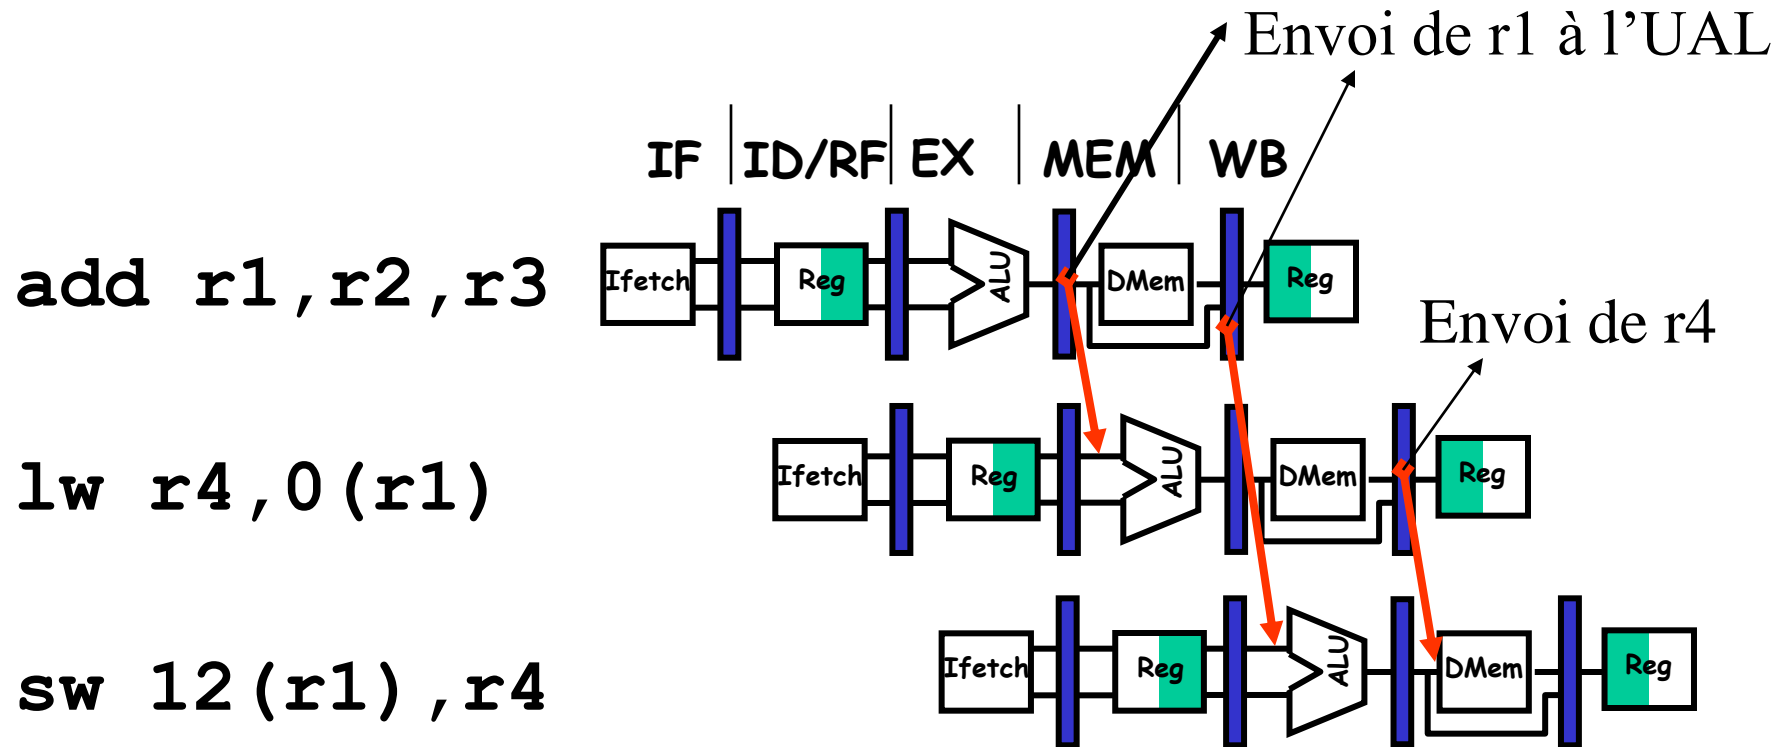 Envoi de r1 à l’UAL
IF ID/RF EX MEM WB
add r1,r2,r3
Ifetch Reg ALU DMem Reg
Envoi de r4
lw r4,0(r1)
Ifetch Reg ALU DMem Reg
sw 12(r1),r4
Ifetch Reg ALU DMem Reg